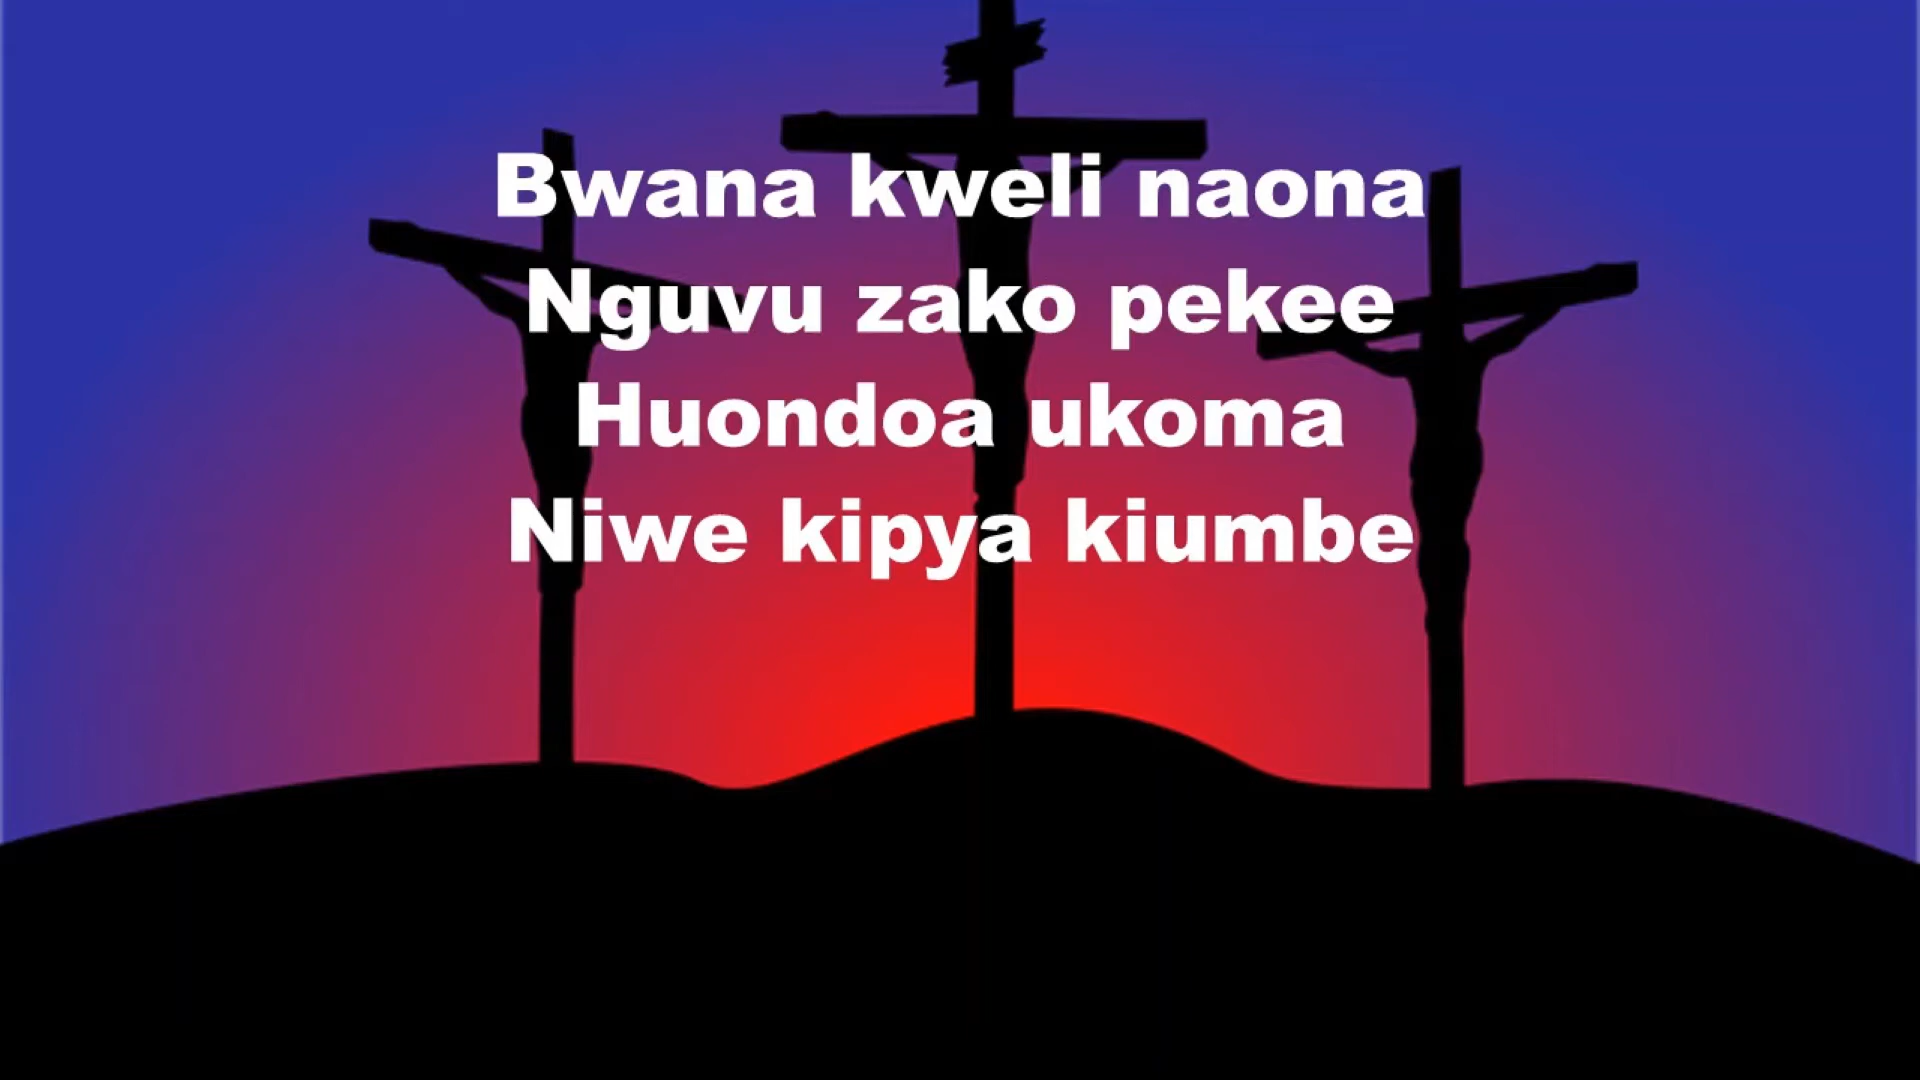 Bwana kweli naona
Nguvu zako pekee
Huondoa ukoma
Niwe kipya kiumbe